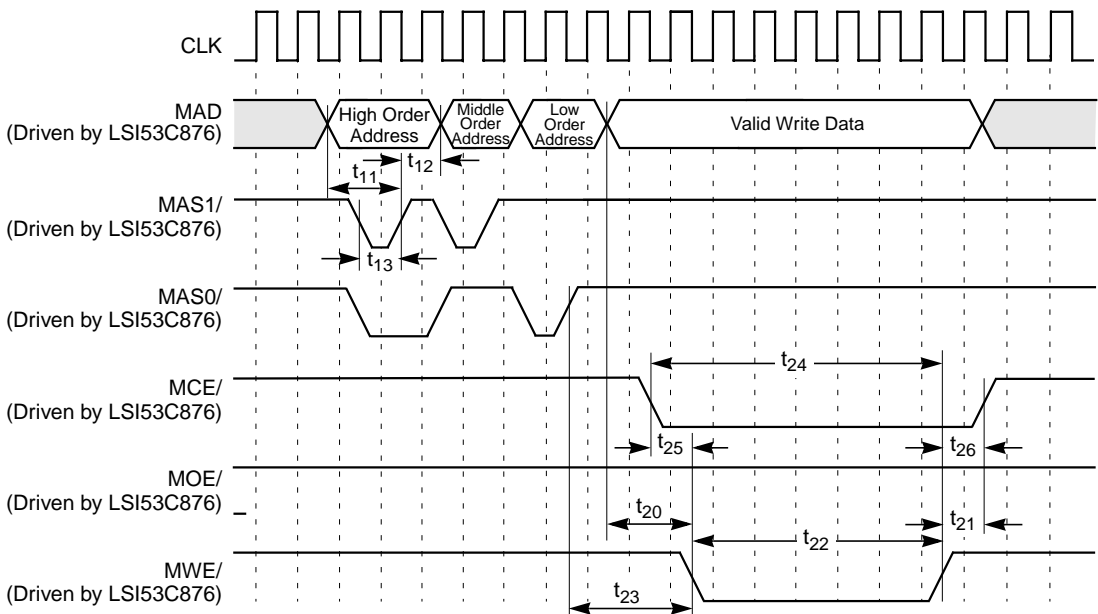 CLK
MAD
(Driven by LSI53C876)
High Order
Address
Middle
Order
Address
Low
Order
Address
Valid Write Data
t12
t11
MAS1/
(Driven by LSI53C876)
t13
MAS0/
(Driven by LSI53C876)
t24
MCE/
(Driven by LSI53C876)
t25
t26
MOE/
(Driven by LSI53C876)
t20
t21
t22
MWE/
(Driven by LSI53C876)
t23